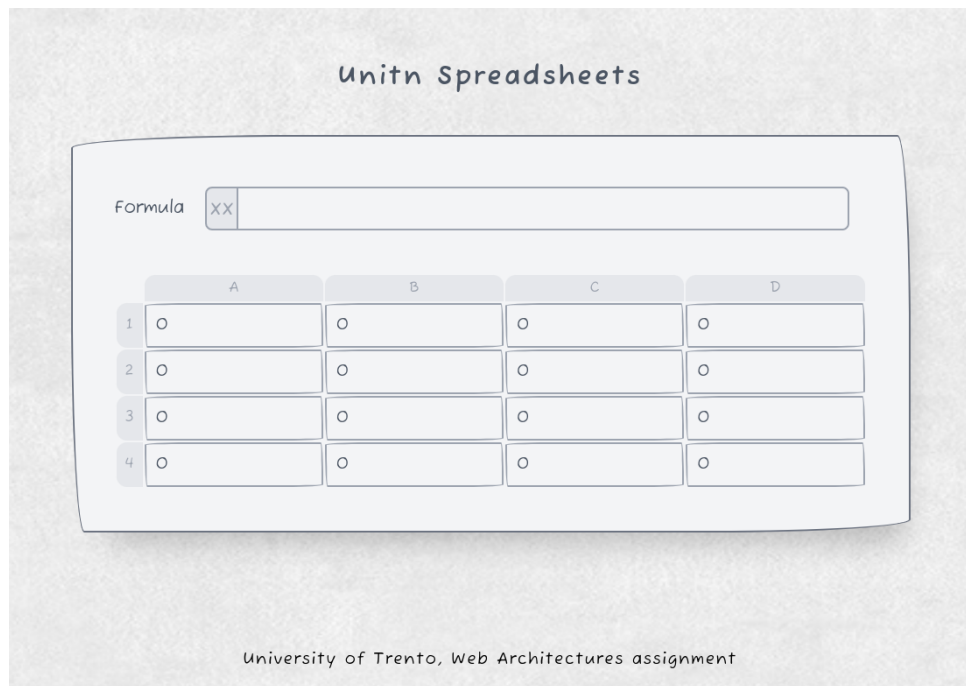 Unitn Spreadsheets
Formula XX
A B C D
1 0 0 0 0
2 0 0 0 0
3 0 0 0 0
4 0 0 0 0
University of Trento, Web Architectures assignment